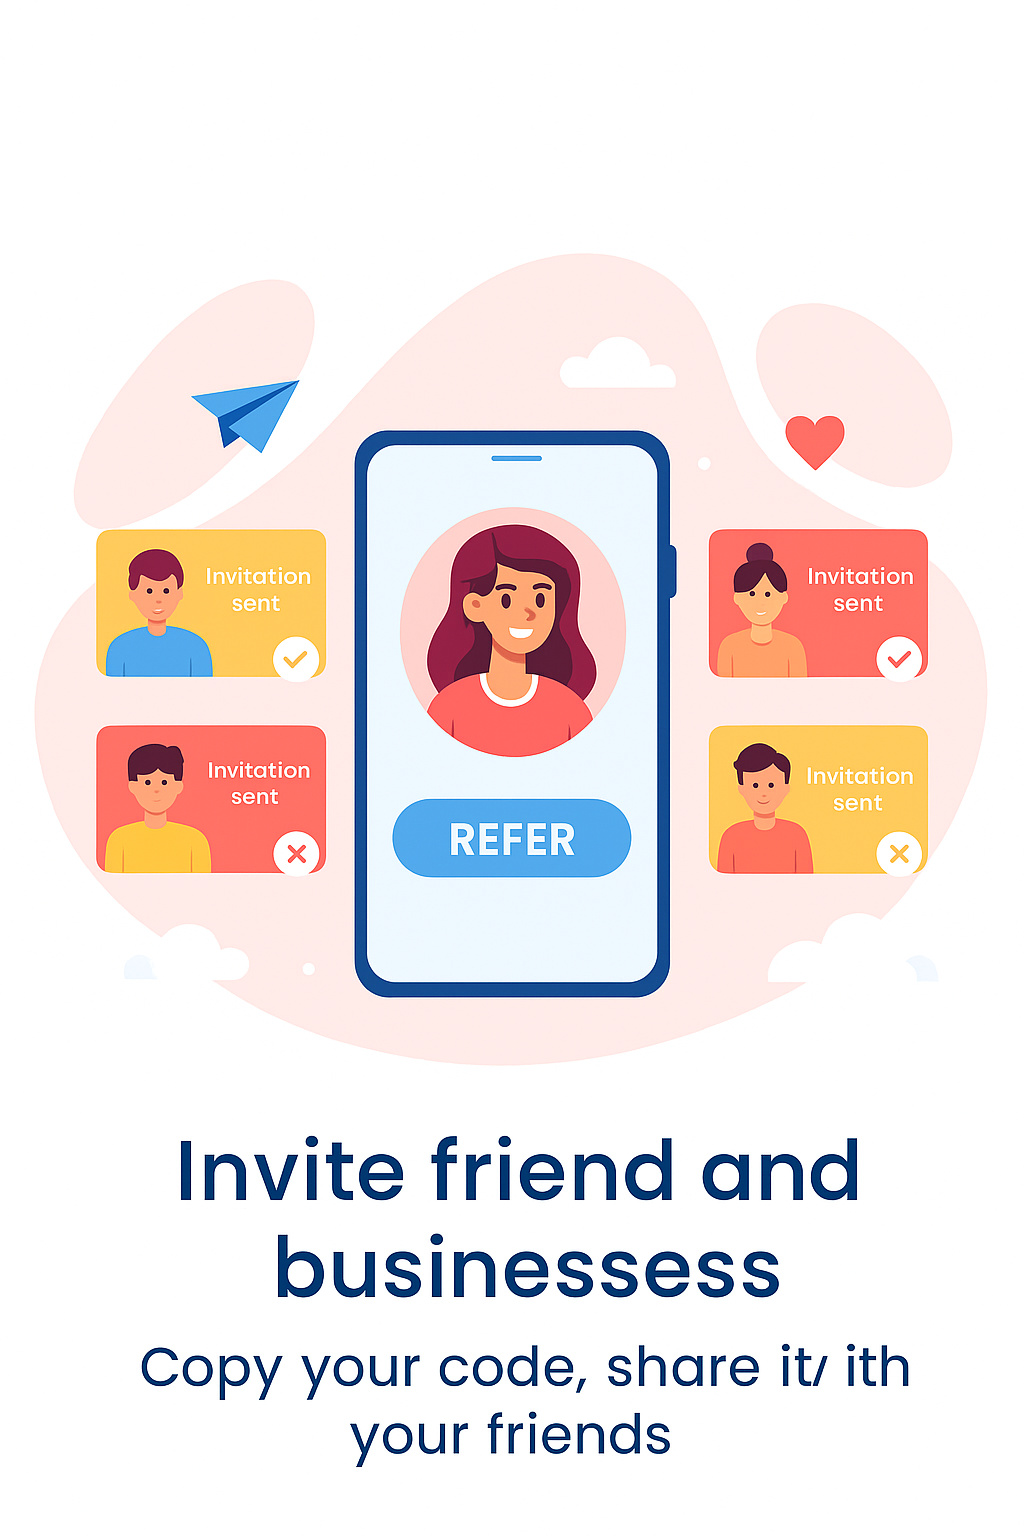 Invitation
sent
Invitation
sent
Invitation
sent
Invitation
sent
REFER
Invite friend and
businessess
Copy your code, share it/ ith
your friends